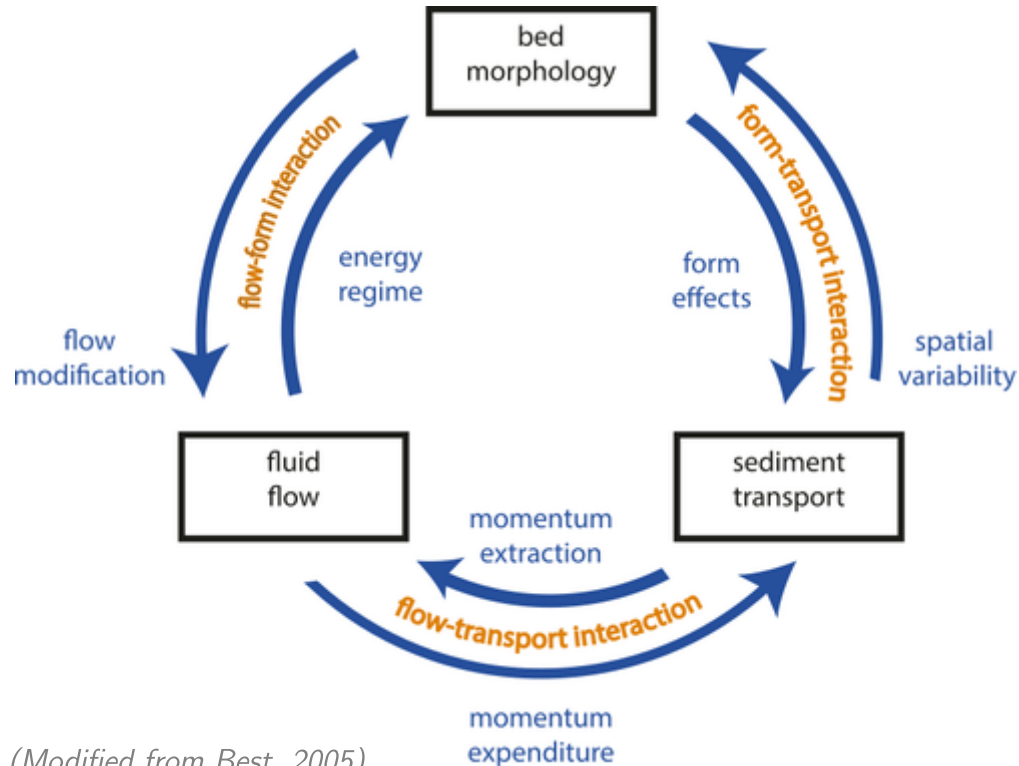 bed
morphology
flow-form interaction
form-transport interaction
energy
regime
form
effects
flow
modification
spatial
variability
fluid
flow
sediment
transport
momentum
extraction
flow-transport interaction
momentum
expenditure
(Modified from Best, 2005)